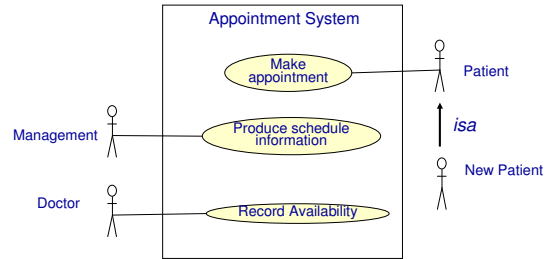 Appointment System
Make
appointment
Patient
Management
Produce schedule
information
isa
New Patient
Doctor
Record Availability